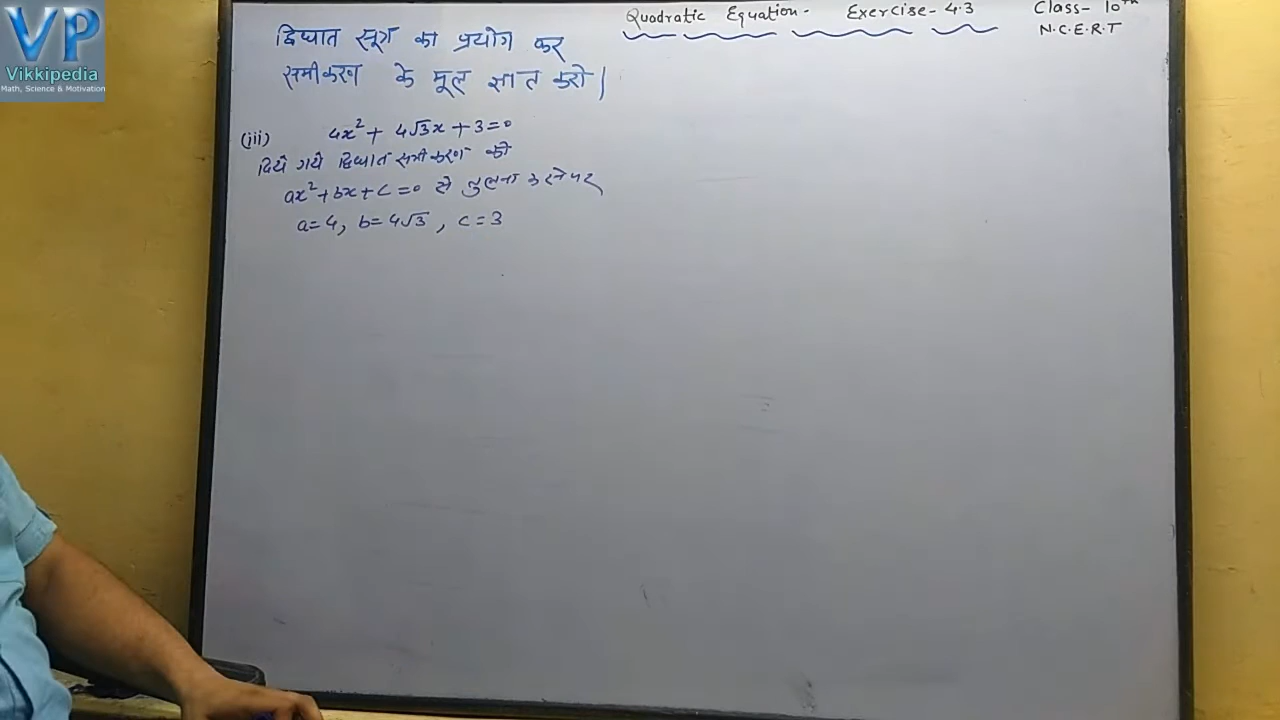 VP
Vikkipedia
Math, Science & Motivation
Quadratic Equation- Exercise-4.3
Class- 10th
N.C.E.R.T
द्विघात सूत्र का प्रयोग कर
समीकरण के मूल ज्ञात करो।
(iii) 4x² + 4√3x + 3 = 0
दिये गये द्विघात समीकरण को
ax² + bx + c = 0 से तुलना करने पर
a = 4, b = 4√3, c = 3